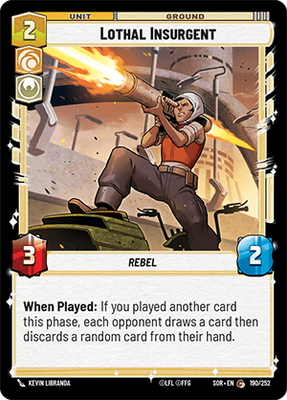 UNIT
GROUND
2
LOTHAL INSURGENT
3
2
REBEL
When Played: If you played another card
this phase, each opponent draws a card then
discards a random card from their hand.
KEVIN LIBRANDA
©LFL ©FFG
SOR • EN
C
190/252